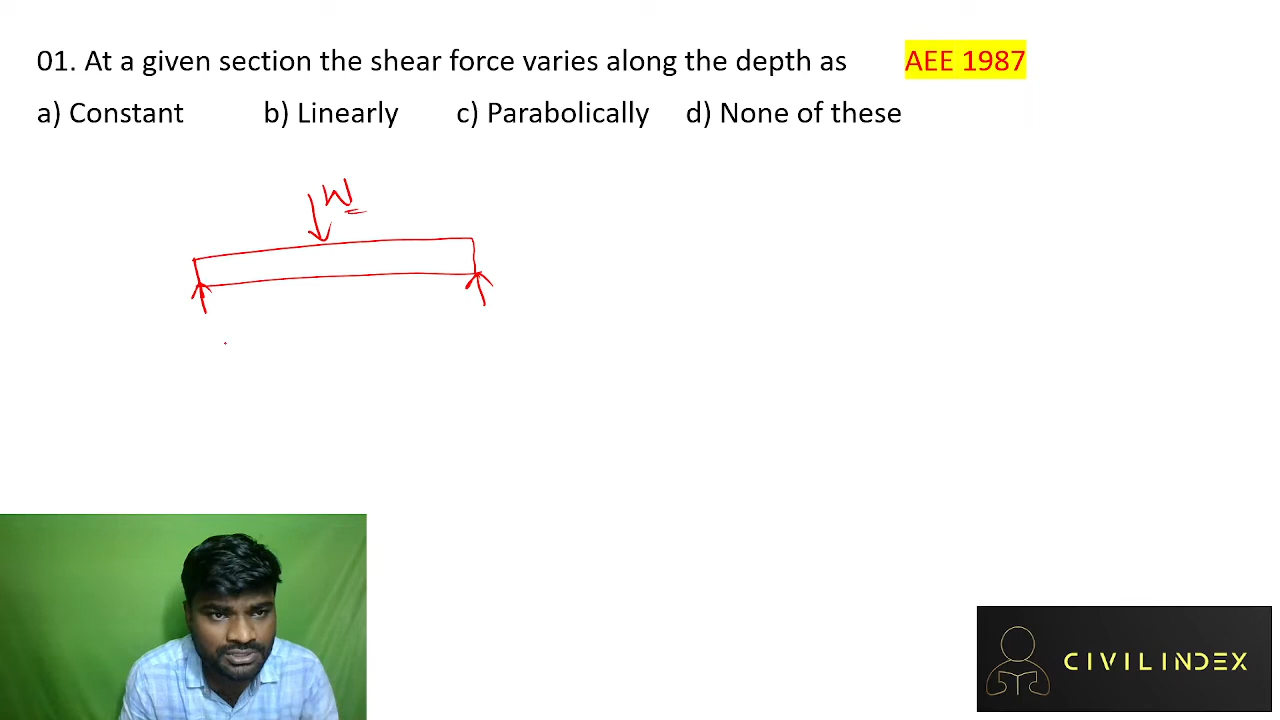 01. At a given section the shear force varies along the depth as AEE 1987
a) Constant b) Linearly c) Parabolically d) None of these
W
CIVILINDEX